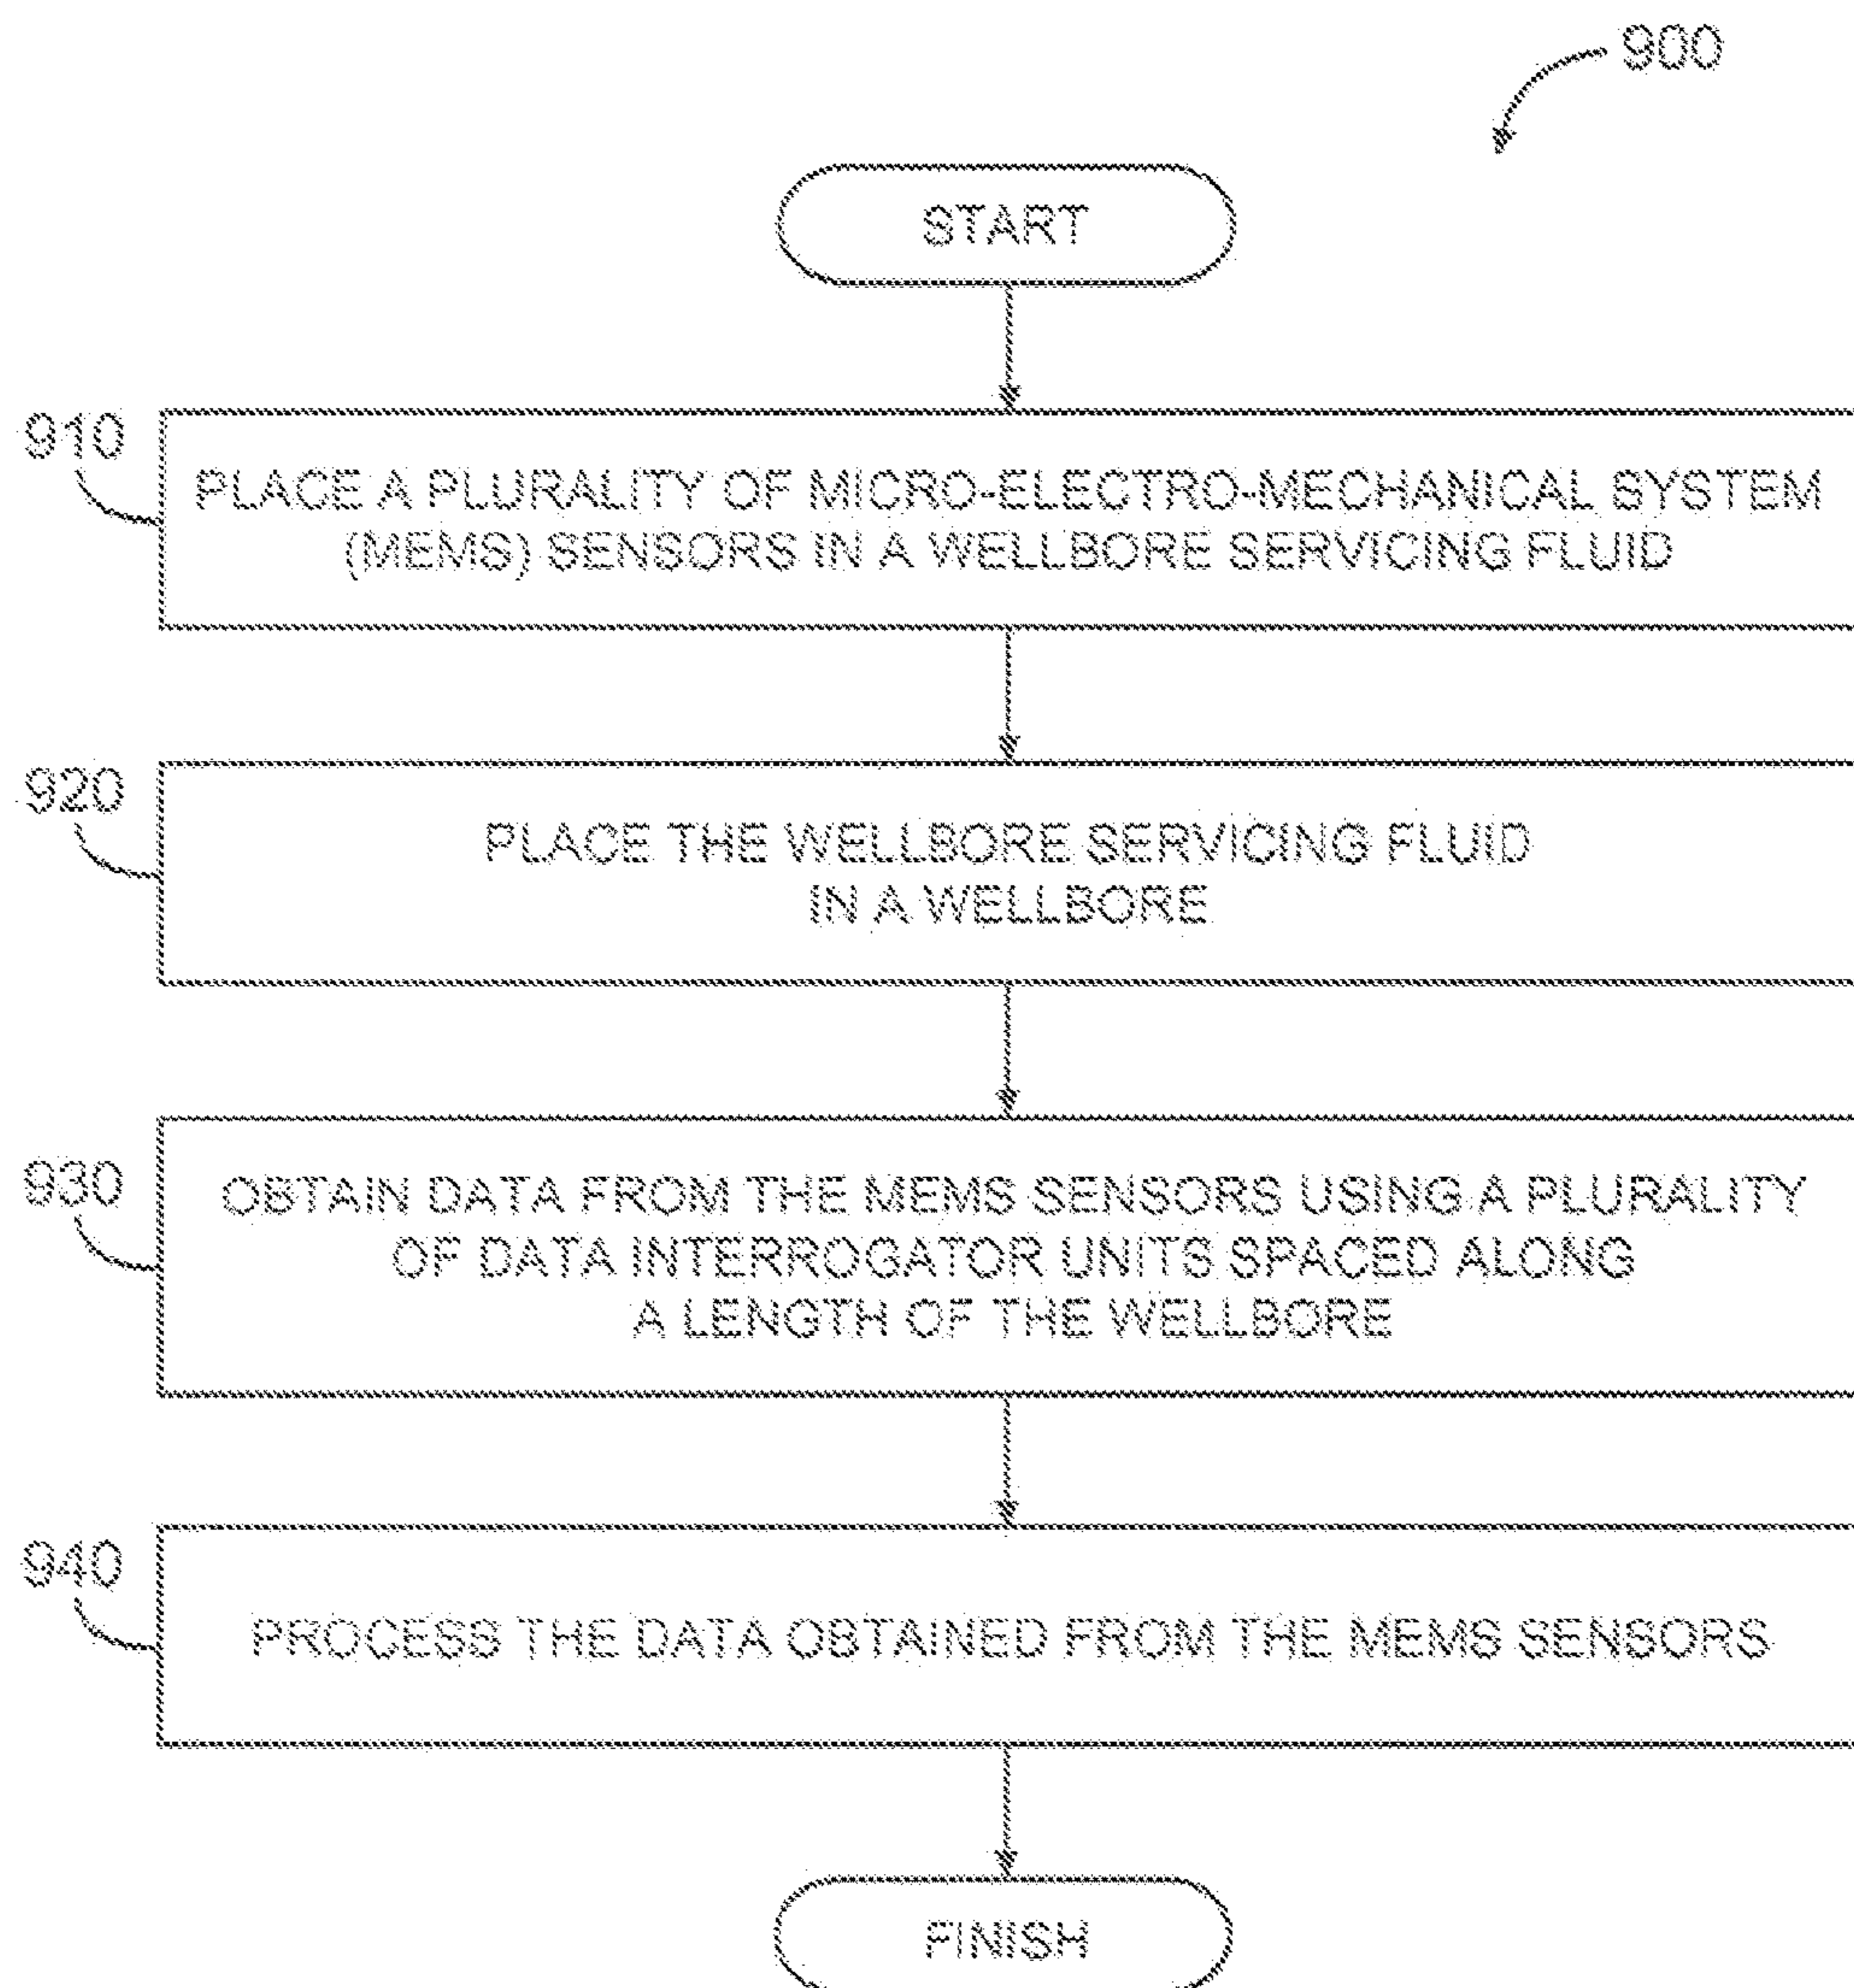 900
START
910
PLACE A PLURALITY OF MICRO-ELECTRO-MECHANICAL SYSTEM
(MEMS) SENSORS IN A WELLBORE SERVICING FLUID
920
PLACE THE WELLBORE SERVICING FLUID
IN A WELLBORE
930
OBTAIN DATA FROM THE MEMS SENSORS USING A PLURALITY
OF DATA INTERROGATOR UNITS SPACED ALONG
A LENGTH OF THE WELLBORE
940
PROCESS THE DATA OBTAINED FROM THE MEMS SENSORS
FINISH